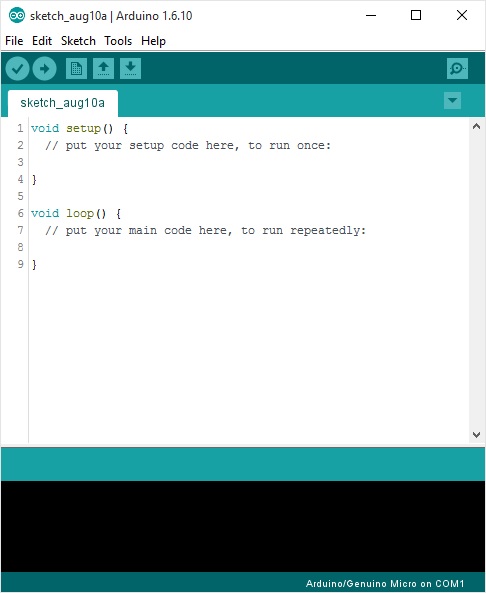 sketch_aug10a | Arduino 1.6.10
File Edit Sketch Tools Help
sketch_aug10a
1 void setup() {
2   // put your setup code here, to run once:
3
4 }
5
6 void loop() {
7   // put your main code here, to run repeatedly:
8
9 }
Arduino/Genuino Micro on COM1